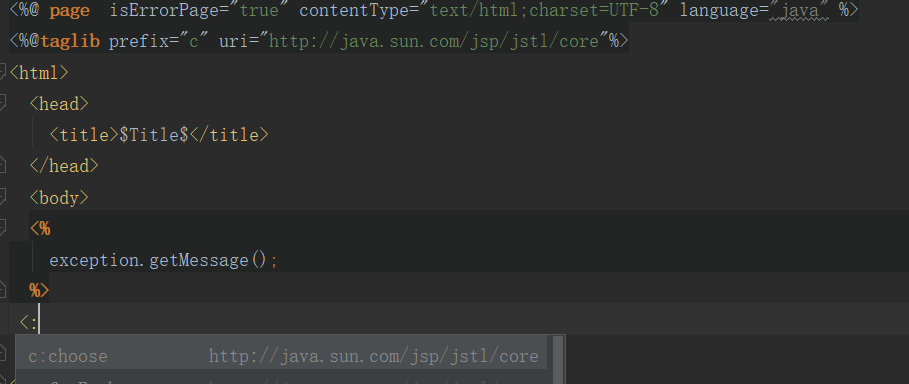 <%@ page  isErrorPage="true" contentType="text/html;charset=UTF-8" language="java" %>
<%@taglib prefix="c" uri="http://java.sun.com/jsp/jstl/core"%>
<html>
<head>
<title>$Title$</title>
</head>
<body>
<%
exception.getMessage();
%>
<:
c:choose http://java.sun.com/jsp/jstl/core